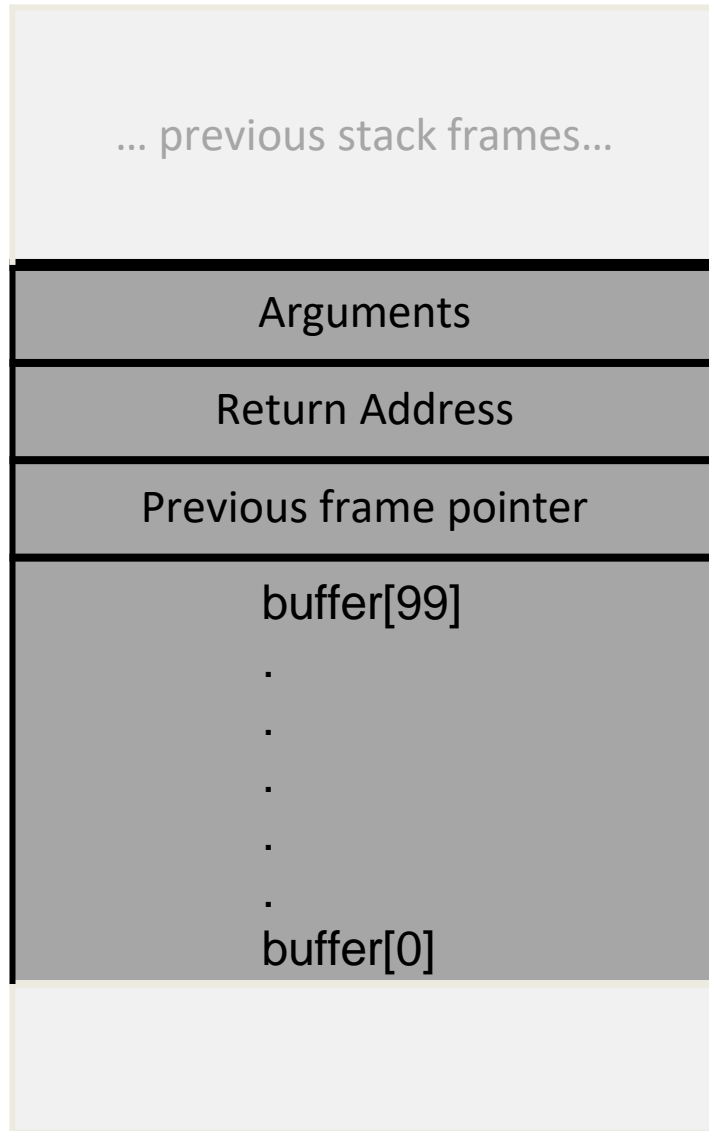 ... previous stack frames...
Arguments
Return Address
Previous frame pointer
buffer[99]
.
.
.
.
.
buffer[0]